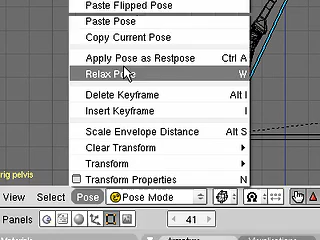 Paste Flipped Pose
Paste Pose
Copy Current Pose
Apply Pose as Restpose Ctrl A
Relax Pose W
Delete Keyframe Alt I
Insert Keyframe I
Scale Envelope Distance Alt S
Clear Transform
Transform
Transform Properties N
rig pelvis
View Select Pose Pose Mode
Panels 41